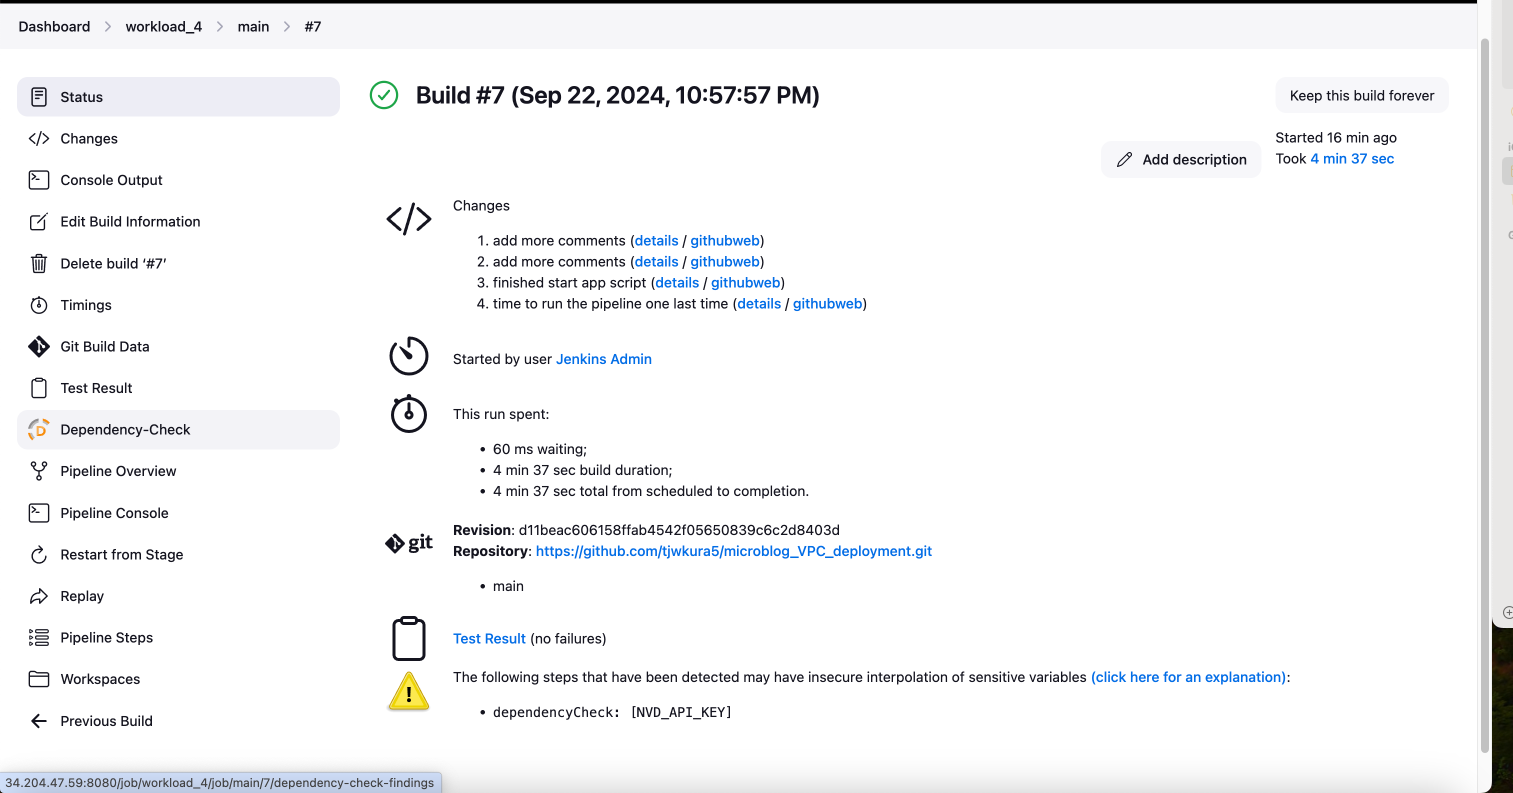 Dashboard > workload_4 > main > #7
Status
Changes
Console Output
Edit Build Information
Delete build ‘#7’
Timings
Git Build Data
Test Result
Dependency-Check
Pipeline Overview
Pipeline Console
Restart from Stage
Replay
Pipeline Steps
Workspaces
Previous Build
Build #7 (Sep 22, 2024, 10:57:57 PM)
Keep this build forever
Add description
Started 16 min ago
Took 4 min 37 sec
Changes
1. add more comments (details / githubweb)
2. add more comments (details / githubweb)
3. finished start app script (details / githubweb)
4. time to run the pipeline one last time (details / githubweb)
Started by user Jenkins Admin
This run spent:
• 60 ms waiting;
• 4 min 37 sec build duration;
• 4 min 37 sec total from scheduled to completion.
git
Revision: d11beac606158ffab4542f05650839c6c2d8403d
Repository: https://github.com/tjwkura5/microblog_VPC_deployment.git
• main
Test Result (no failures)
The following steps that have been detected may have insecure interpolation of sensitive variables (click here for an explanation):
• dependencyCheck: [NVD_API_KEY]
34.204.47.59:8080/job/workload_4/job/main/7/dependency-check-findings